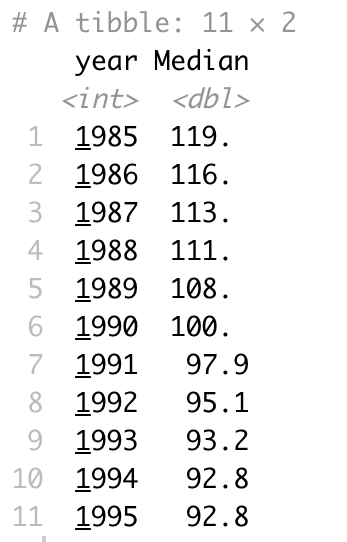 # A tibble: 11 × 2
year Median
<int> <dbl>
1 1985 119.
2 1986 116.
3 1987 113.
4 1988 111.
5 1989 108.
6 1990 100.
7 1991 97.9
8 1992 95.1
9 1993 93.2
10 1994 92.8
11 1995 92.8